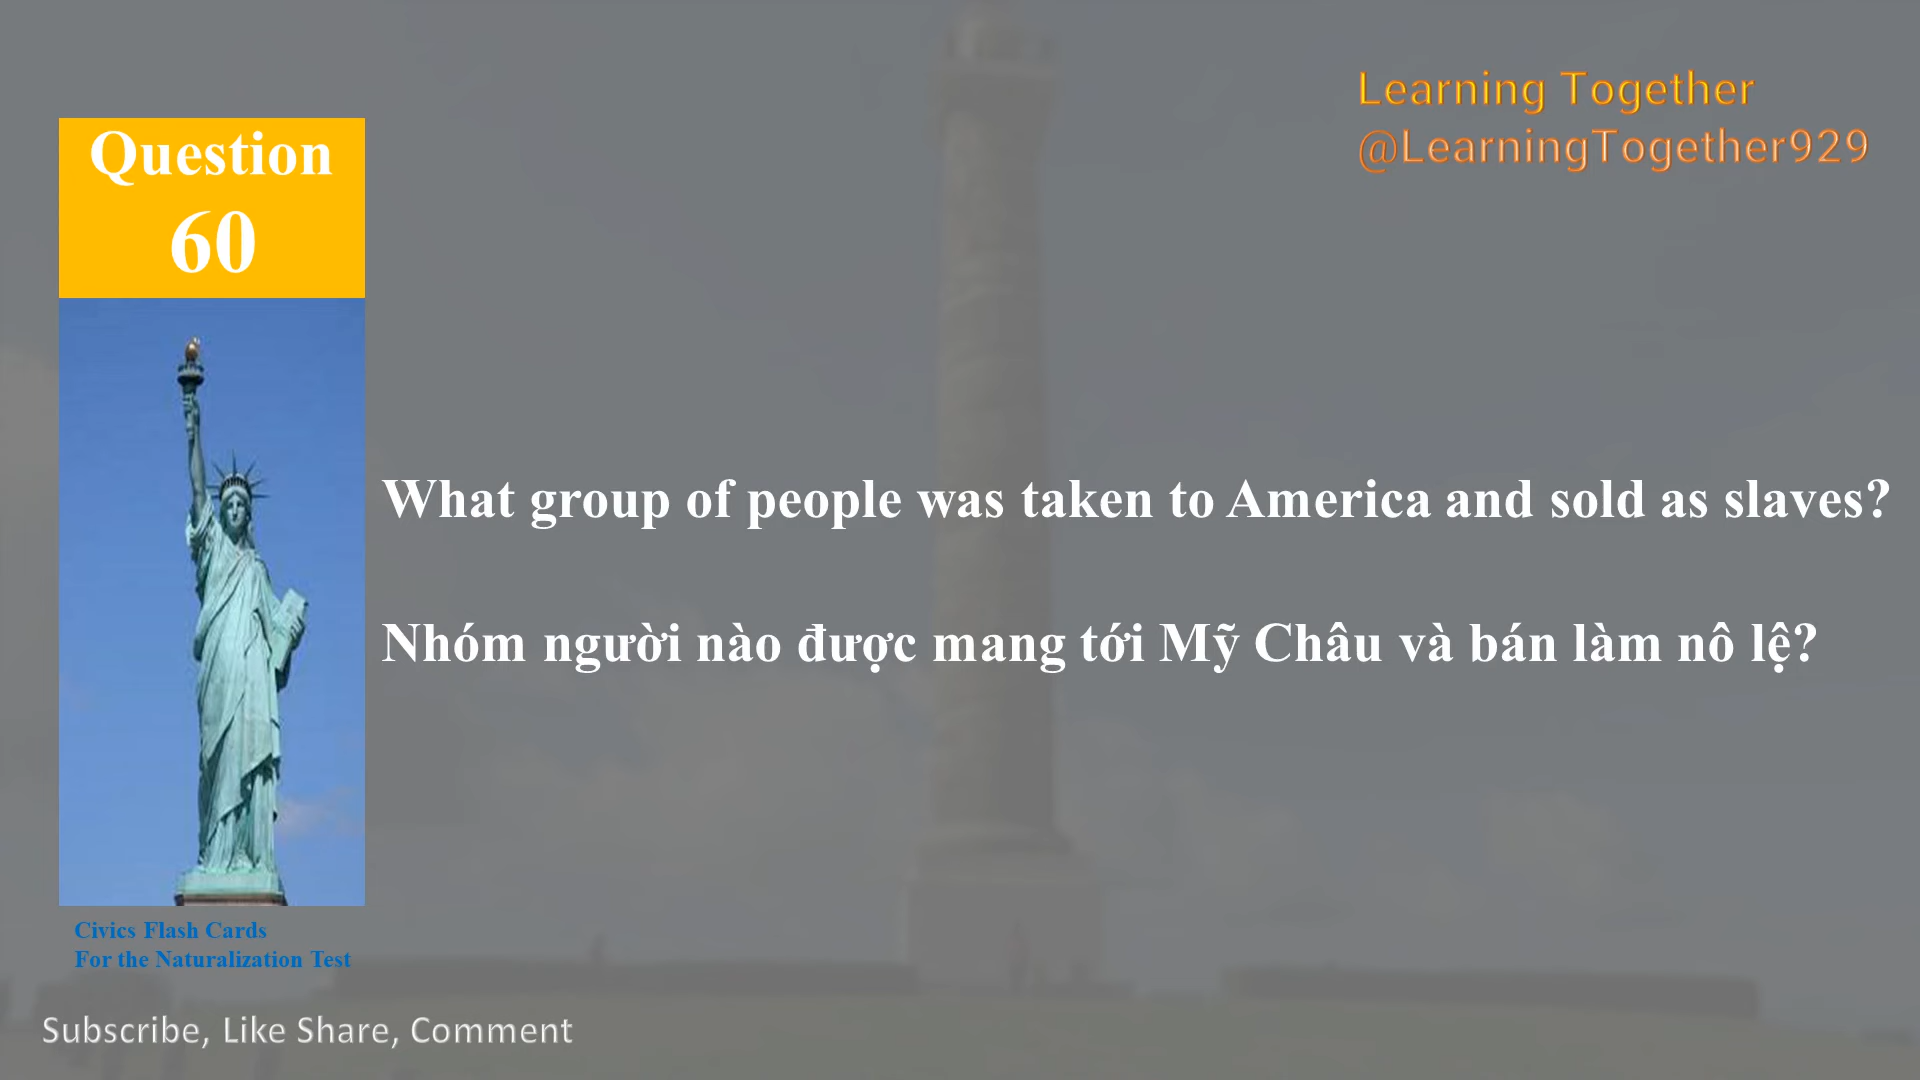 Learning Together
@LearningTogether929
Question
60
What group of people was taken to America and sold as slaves?
Nhóm người nào được mang tới Mỹ Châu và bán làm nô lệ?
Civics Flash Cards
For the Naturalization Test
Subscribe, Like Share, Comment